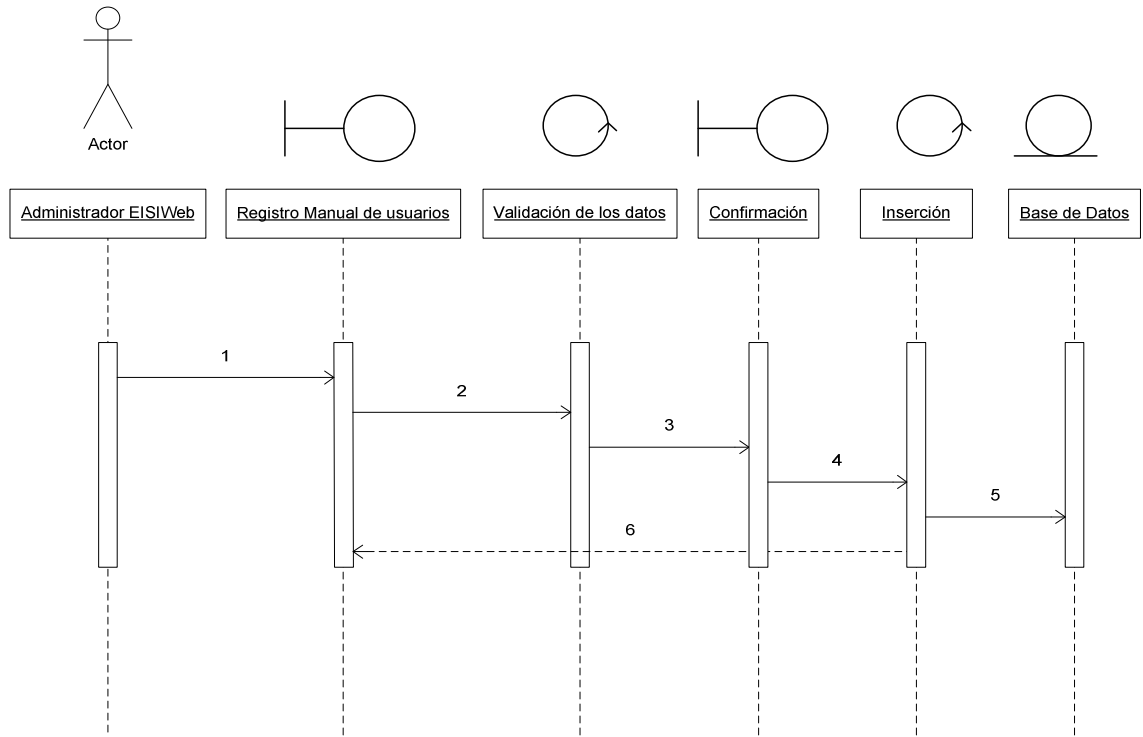 Actor
Administrador EISIWeb
Registro Manual de usuarios
Validación de los datos
Confirmación
Inserción
Base de Datos
1
2
3
4
5
6